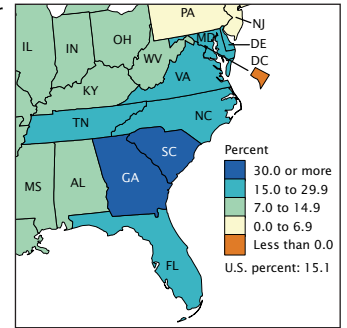 PA
NJ
OH
IL
IN
MD
DE
WV
DC
VA
KY
NC
TN
SC
Percent
30.0 or more
15.0 to 29.9
7.0 to 14.9
0.0 to 6.9
Less than 0.0
U.S. percent: 15.1
MS
AL
GA
FL